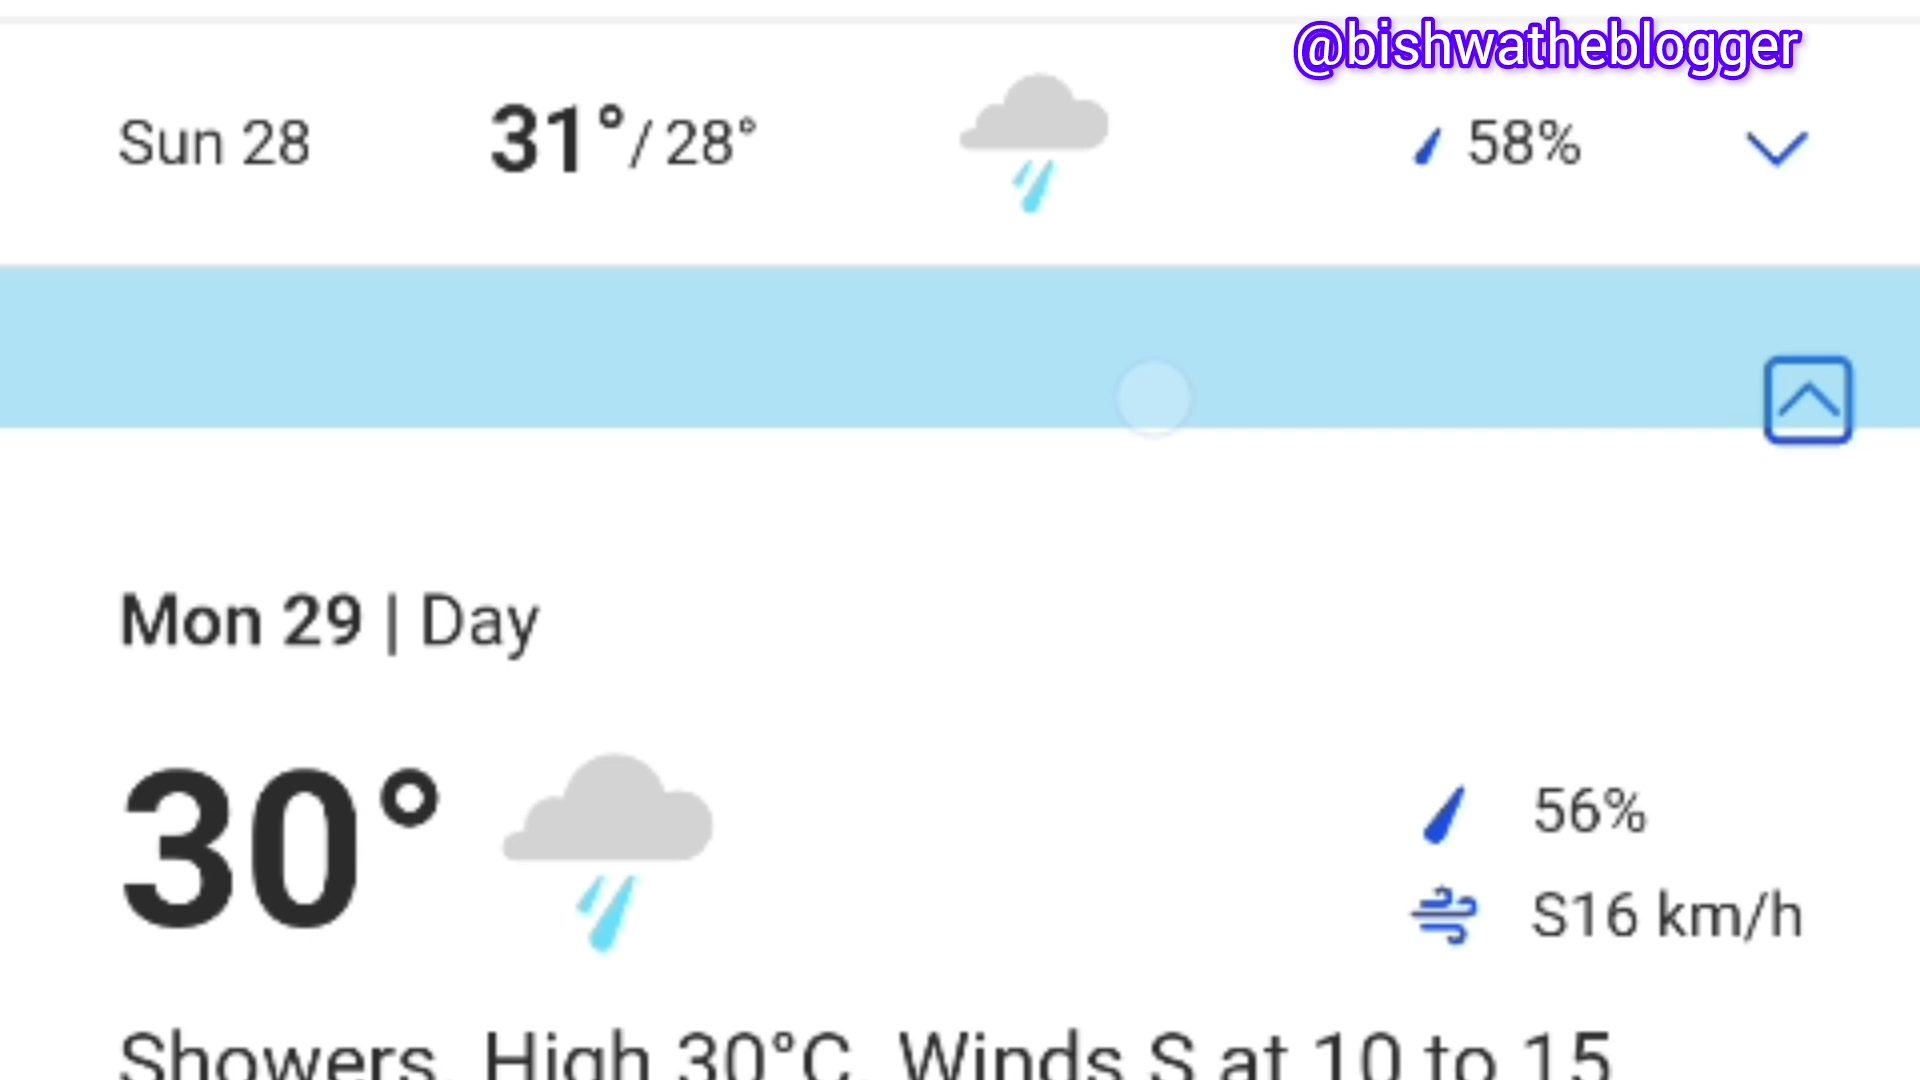 @bishwatheblogger
Sun 28 31°/28° 58%
Mon 29 | Day
30° 56%
S16 km/h
Showers. High 30°C. Winds S at 10 to 15